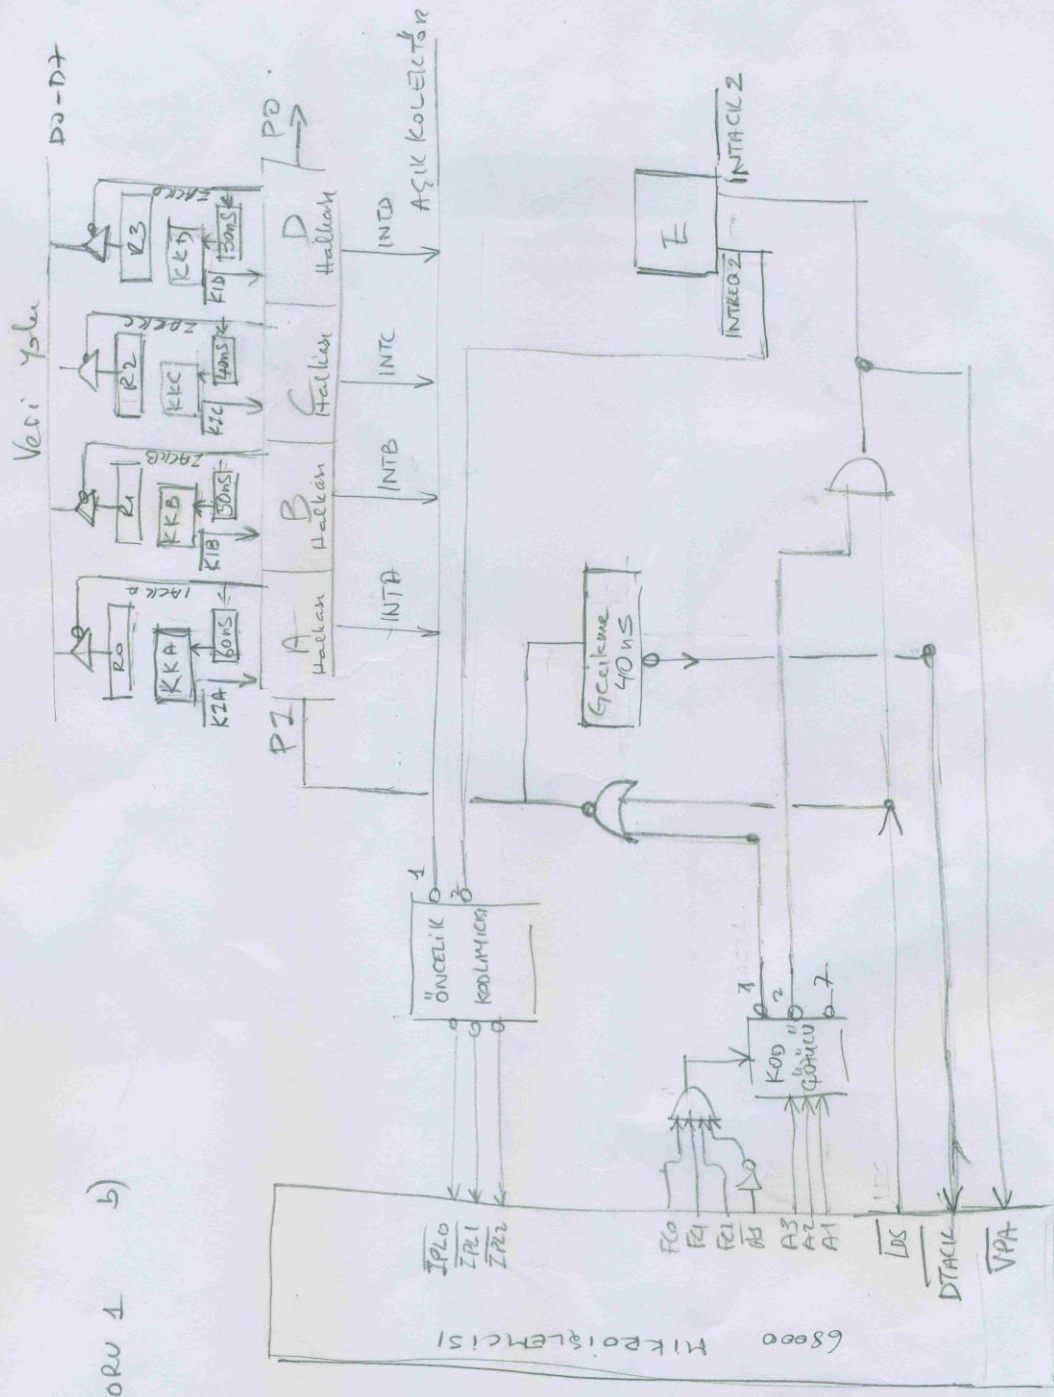 ORU 1 b)
Veri Yolu D0-D7
R0
R1
R2
R3
IACKA
IACKB
IACKC
IACKD
KKA
KKB
KKC
KKD
60nS
50nS
40nS
KIA
KIB
KIC
KID
PI
A Halkası
B Halkası
C Halkası
D Halkası
PO
INTA
INTB
INTC
INTD
AÇIK KOLEKTÖR
ÖNCELİK
KODLAYICISI
1
2
IPL0
IPL1
IPL2
Gecikme
40nS
E
INTREQ2
INTACK2
FC0
FC1
FC2
AS
A3
A2
A1
KOD
ÇÖZÜCÜ
1
2
7
LDS
DTACK
VPA
68000
MİKROİŞLEMCİSİ